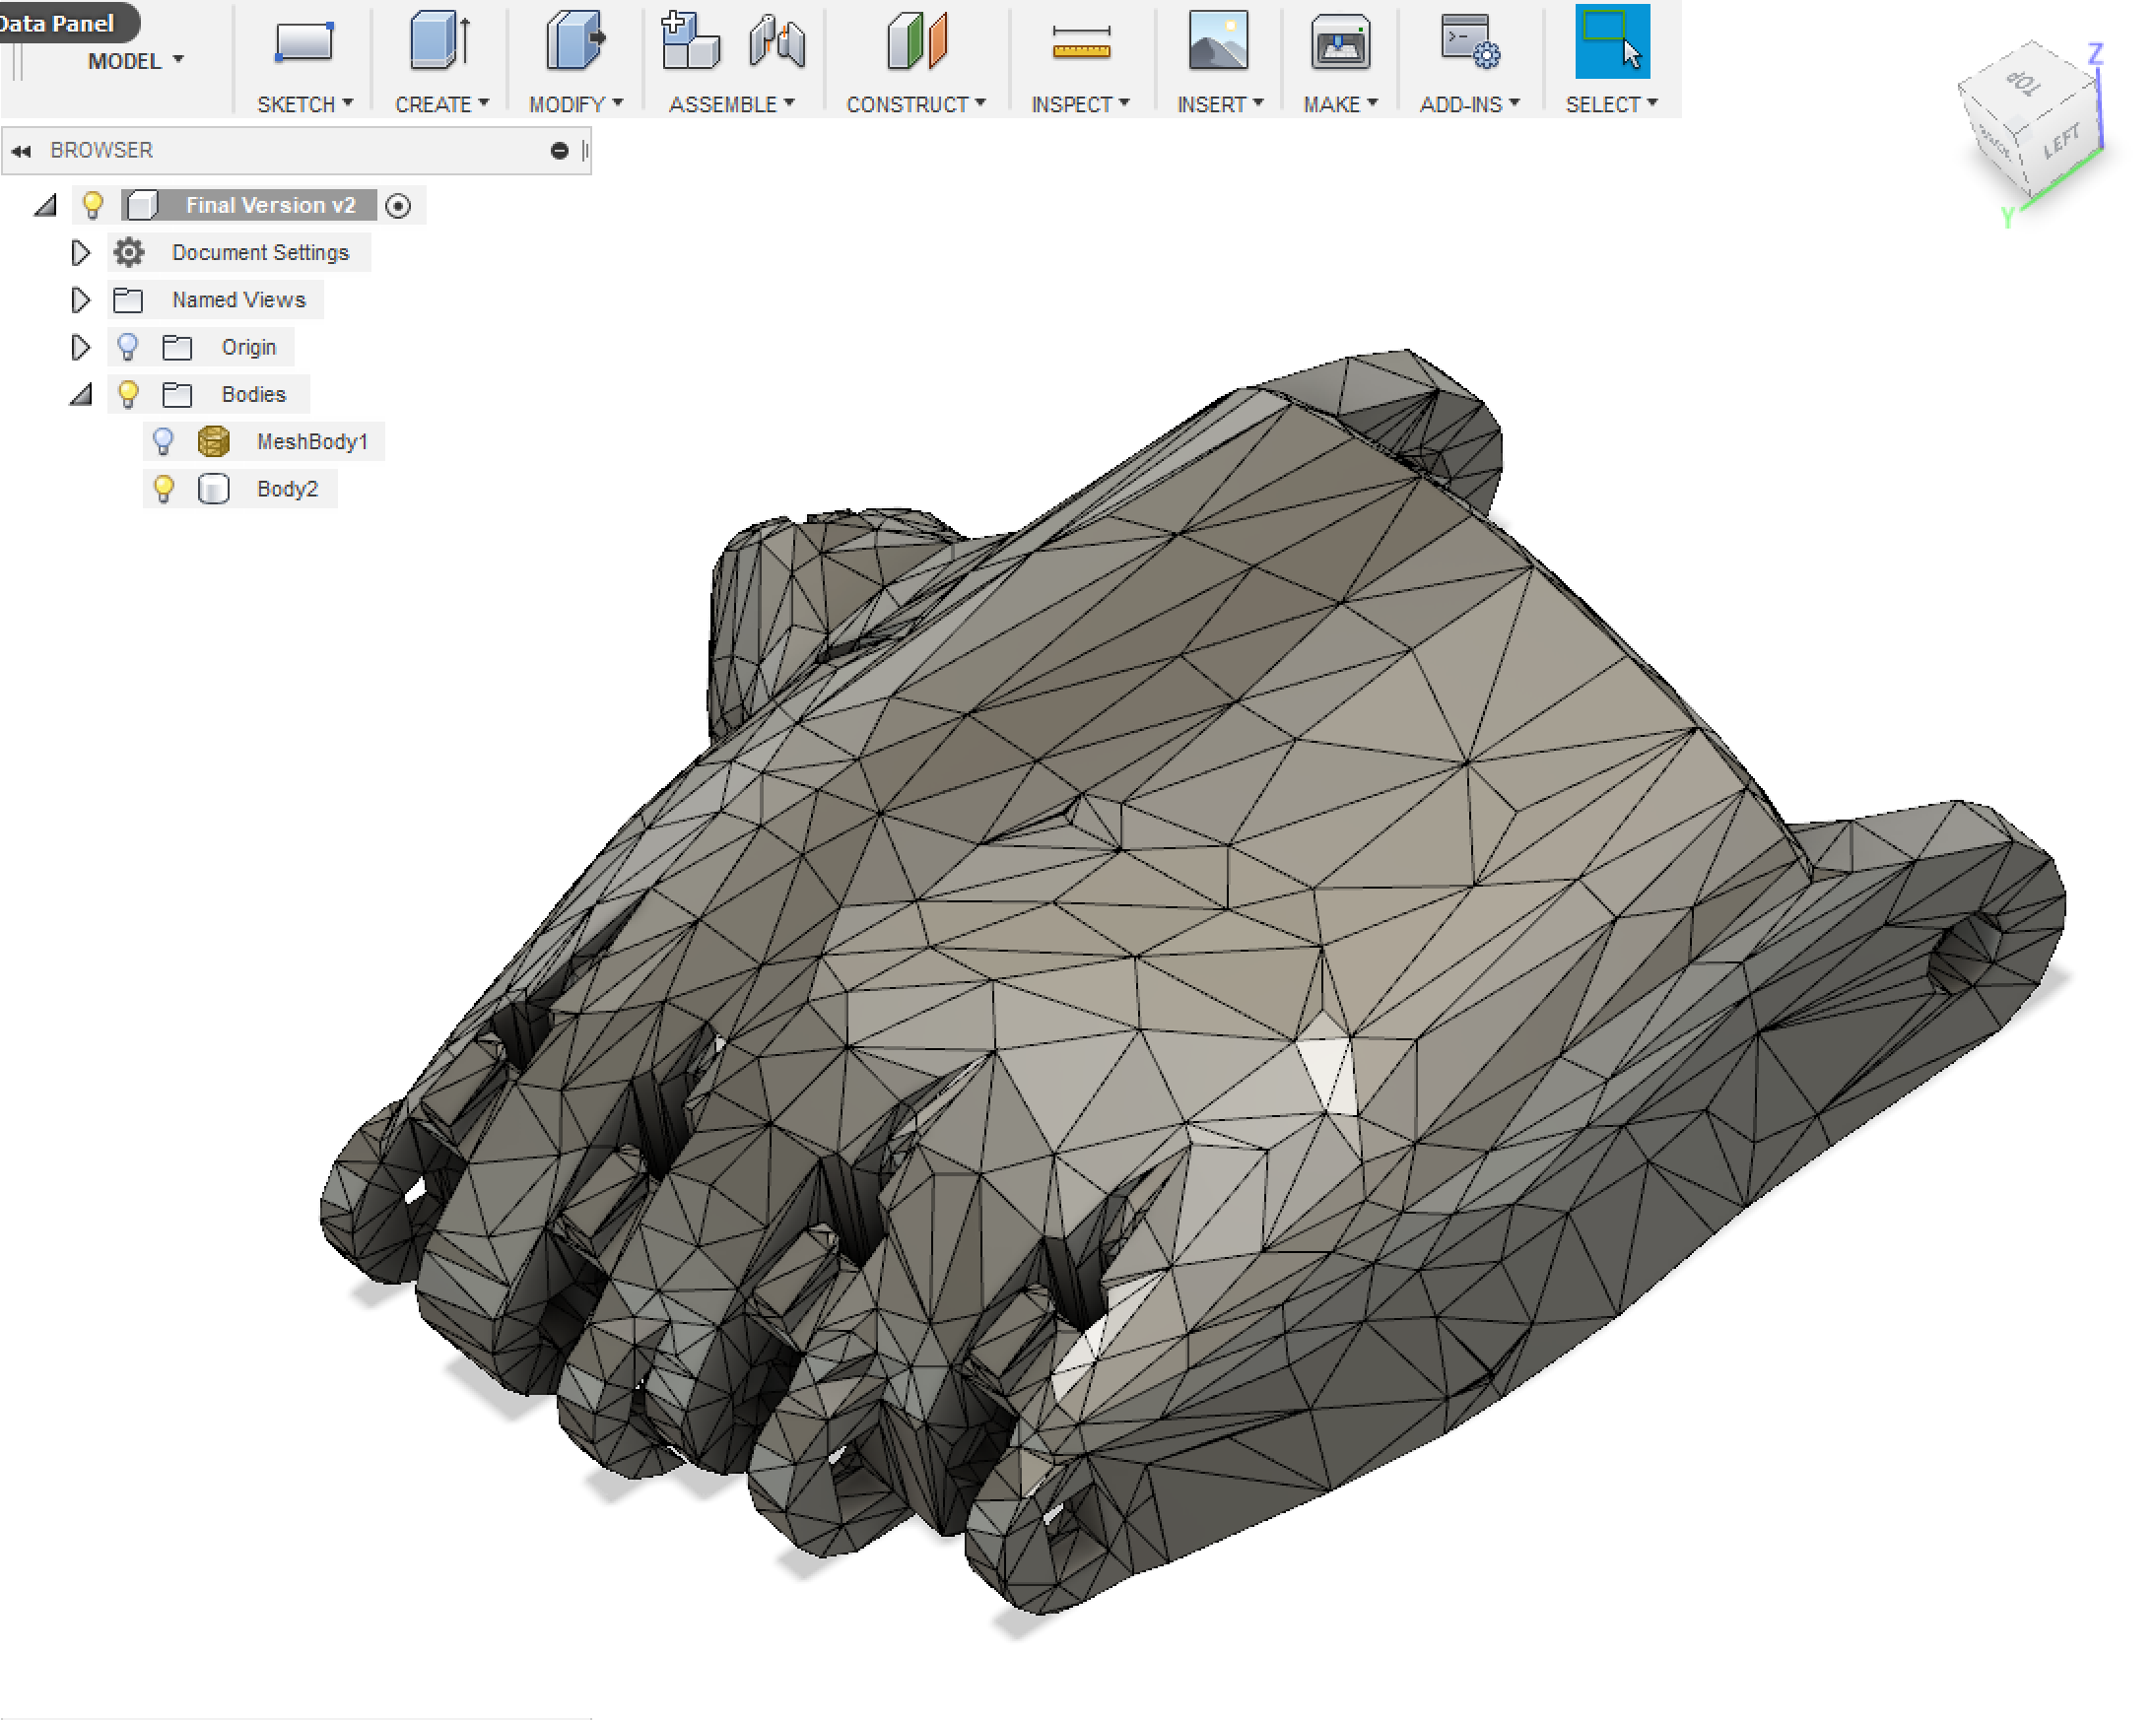 Data Panel
MODEL
SKETCH
CREATE
MODIFY
ASSEMBLE
CONSTRUCT
INSPECT
INSERT
MAKE
ADD-INS
SELECT
TOP
LEFT
Z
Y
BROWSER
Final Version v2
Document Settings
Named Views
Origin
Bodies
MeshBody1
Body2